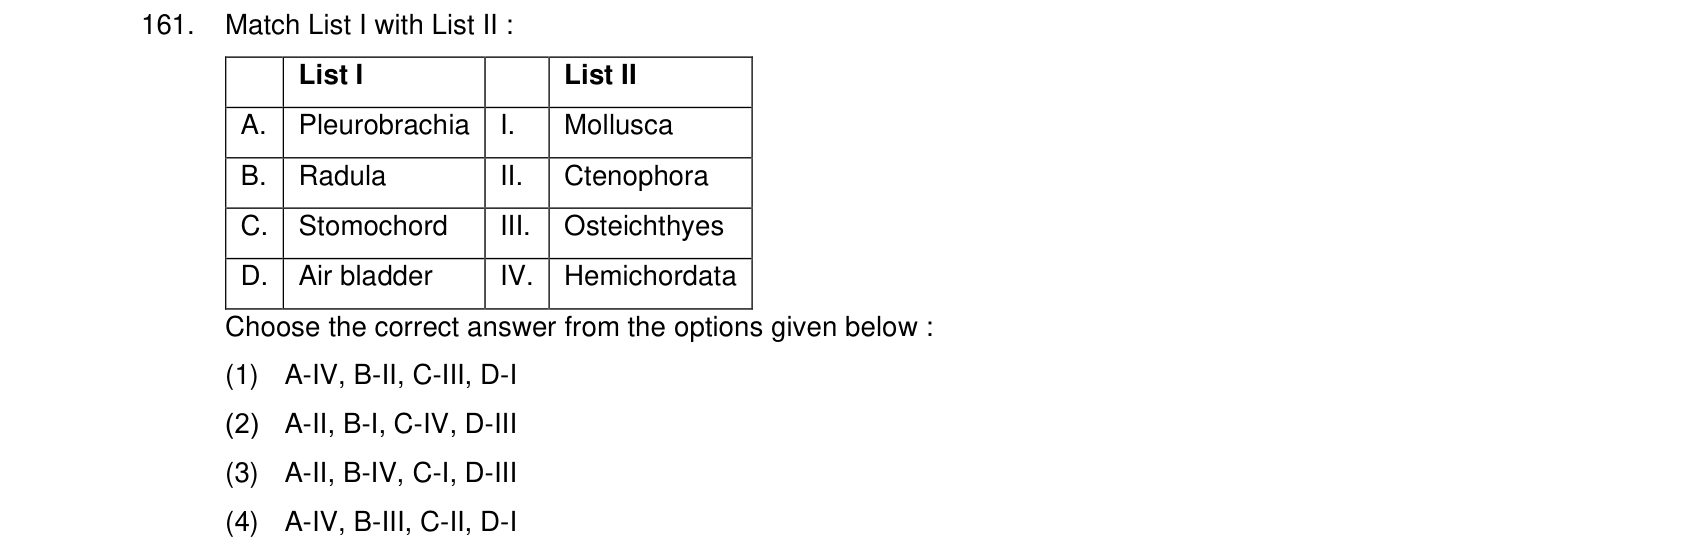 161. Match List I with List II :
List I List II
A. Pleurobrachia I. Mollusca
B. Radula II. Ctenophora
C. Stomochord III. Osteichthyes
D. Air bladder IV. Hemichordata
Choose the correct answer from the options given below :
(1) A-IV, B-II, C-III, D-I
(2) A-II, B-I, C-IV, D-III
(3) A-II, B-IV, C-I, D-III
(4) A-IV, B-III, C-II, D-I